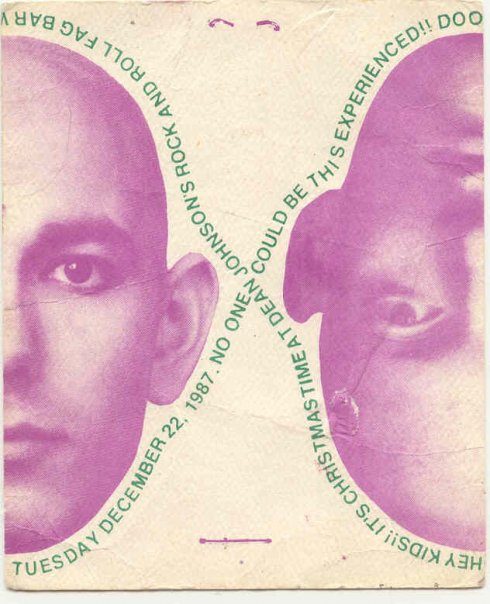 HEY KIDS!! IT'S CHRISTMAS TIME AT DEAN JOHNSON'S ROCK AND ROLL FAG BAR
TUESDAY DECEMBER 22, 1987. NO ONE COULD BE THIS EXPERIENCED!! DOO